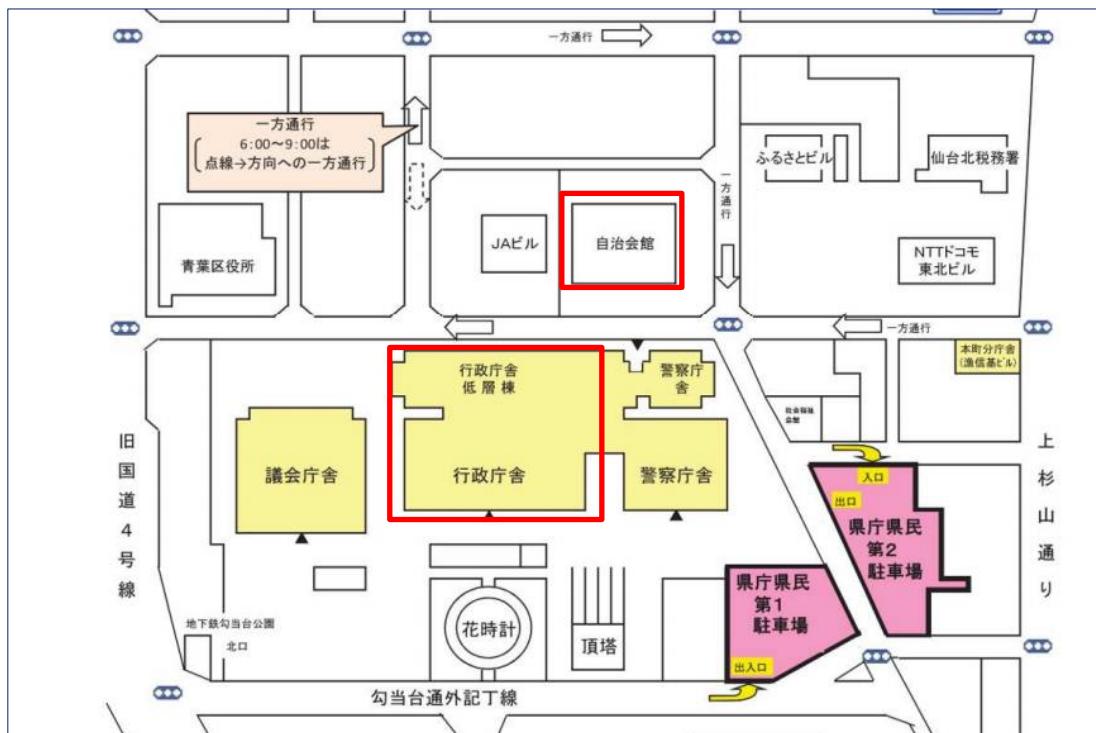 一方通行
一方通行
6:00～9:00は
点線→方向への一方通行
ふるさとビル
仙台北税務署
一方通行
青葉区役所
JAビル
自治会館
NTTドコモ
東北ビル
一方通行
本町分庁舎
(漁信基ビル)
行政庁舎
低層棟
警察庁
舎
社会福祉
会館
旧国道4号線
議会庁舎
行政庁舎
警察庁舎
上杉山通り
入口
出口
県庁県民
第2
駐車場
県庁県民
第1
駐車場
地下鉄勾当台公園
北口
花時計
頂塔
出入口
勾当台通外記丁線